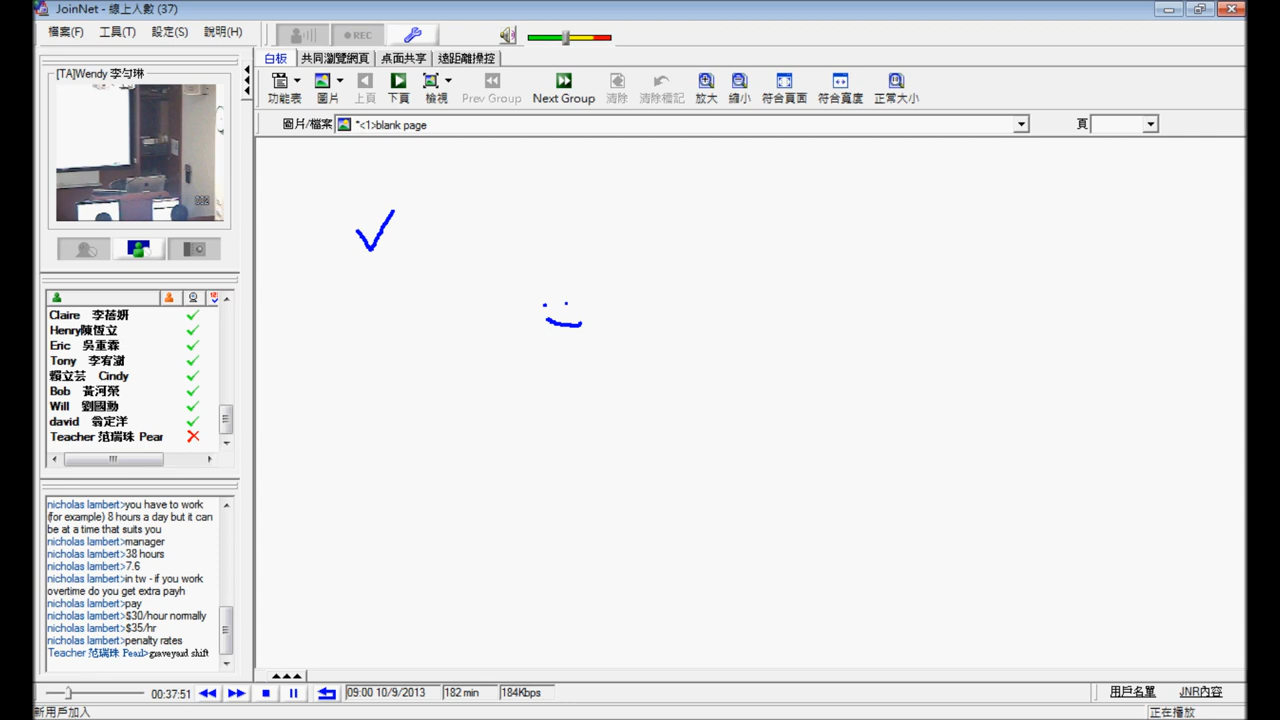 JoinNet - 線上人數 (37)
檔案(F) 工具(T) 設定(S) 說明(H)
REC
[TA]Wendy 李勻琳
白板 共同瀏覽網頁 桌面共享 遠距離操控
功能表 圖片 上頁 下頁 檢視 Prev Group Next Group 清除 清除標記 放大 縮小 符合頁面 符合寬度 正常大小
圖片/檔案 *<1>blank page 頁
Claire 李蓓妍
Henry陳恆立
Eric 吳重霖
Tony 李宥澍
賴立芸 Cindy
Bob 黃河榮
Will 劉國勳
david 翁定洋
Teacher 范瑞珠 Pear
nicholas lambert>you have to work
(for example) 8 hours a day but it can
be at a time that suits you
nicholas lambert>manager
nicholas lambert>38 hours
nicholas lambert>7.6
nicholas lambert>in tw - if you work
overtime do you get extra payh
nicholas lambert>pay
nicholas lambert>$30/hour normally
nicholas lambert>$35/hr
nicholas lambert>penalty rates
Teacher 范瑞珠 Pearl>graveyard shift
00:37:51 09:00 10/9/2013 182 min 184Kbps 用戶名單 JNR內容
新用戶加入 正在播放